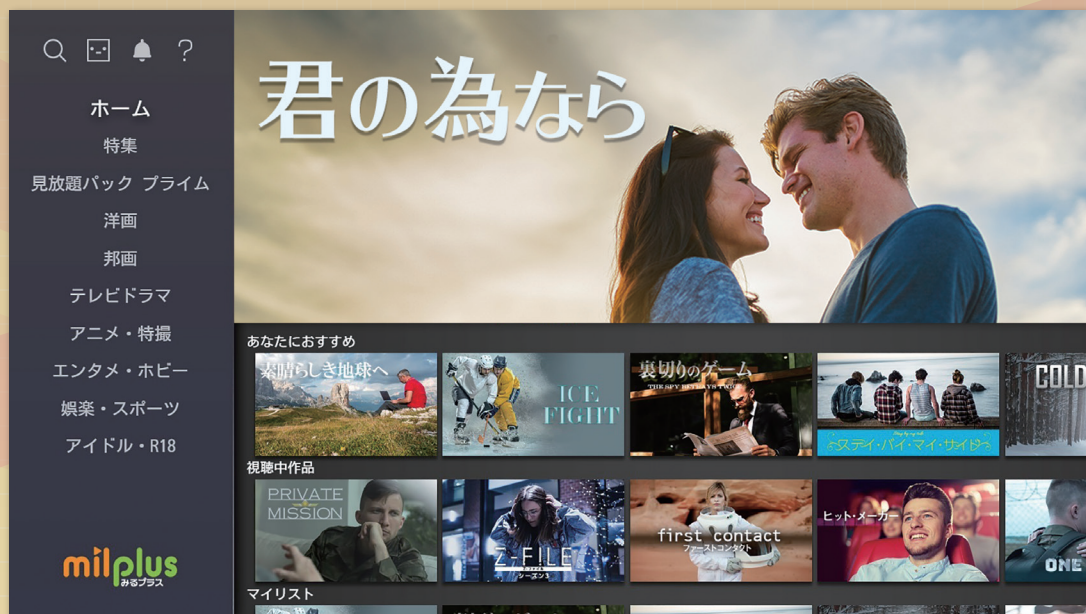 ホーム
特集
見放題パック プライム
洋画
邦画
テレビドラマ
アニメ・特撮
エンタメ・ホビー
娯楽・スポーツ
アイドル・R18
milplus
みるプラス
君の為なら
あなたにおすすめ
素晴らしき地球へ
ICE
FIGHT
裏切りのゲーム
THE SPY BETRAYS TWICE
ステイ・バイ・マイ・サイド
COLD
視聴中作品
PRIVATE
MISSION
Z-FILE
シーズン3
first contact
ファーストコンタクト
ヒット・メーカー
ONE
マイリスト